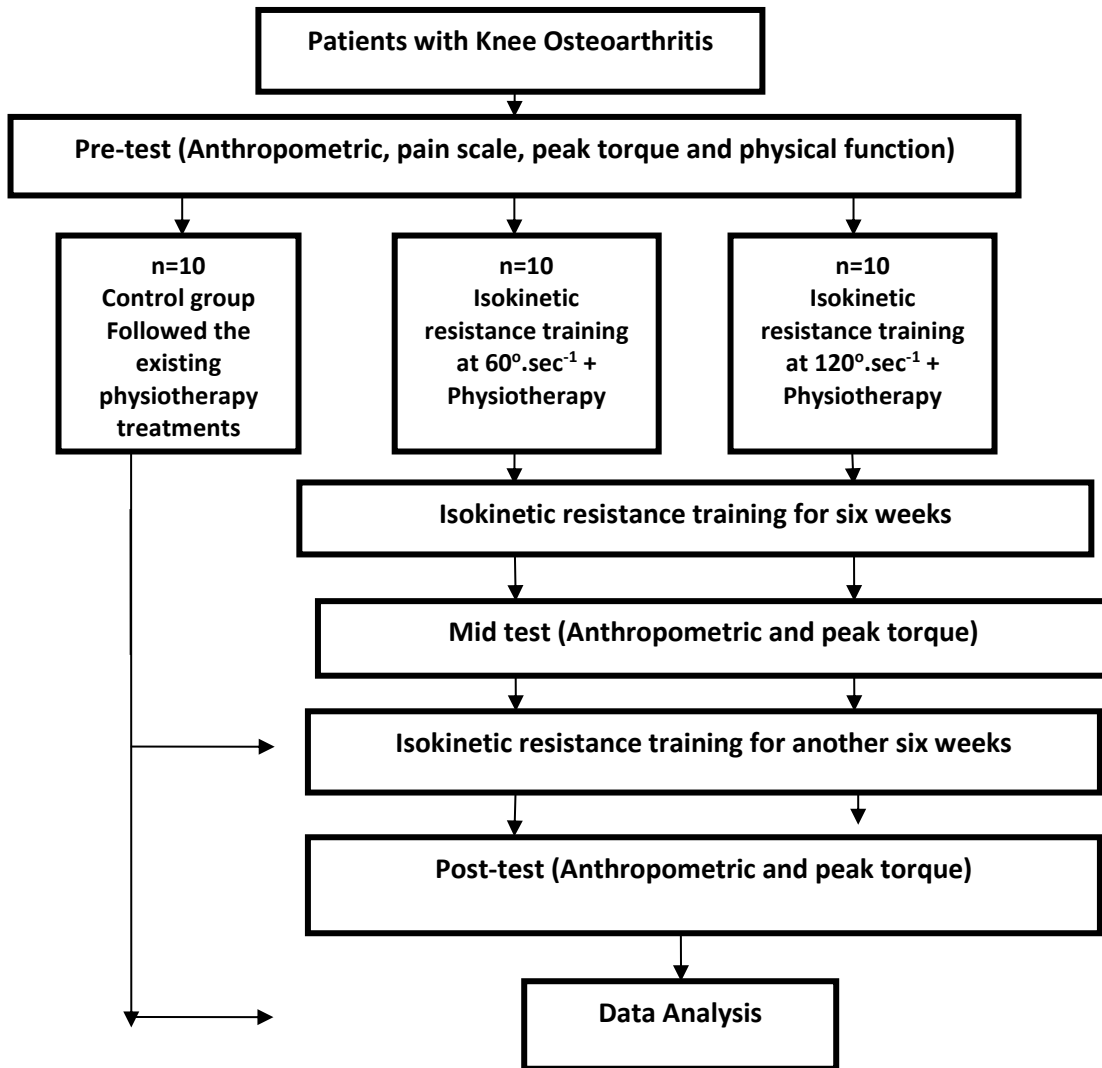 Patients with Knee Osteoarthritis
Pre-test (Anthropometric, pain scale, peak torque and physical function)
n=10
Control group
Followed the
existing
physiotherapy
treatments
n=10
Isokinetic
resistance training
at 60º.sec⁻¹ +
Physiotherapy
n=10
Isokinetic
resistance training
at 120º.sec⁻¹ +
Physiotherapy
Isokinetic resistance training for six weeks
Mid test (Anthropometric and peak torque)
Isokinetic resistance training for another six weeks
Post-test (Anthropometric and peak torque)
Data Analysis